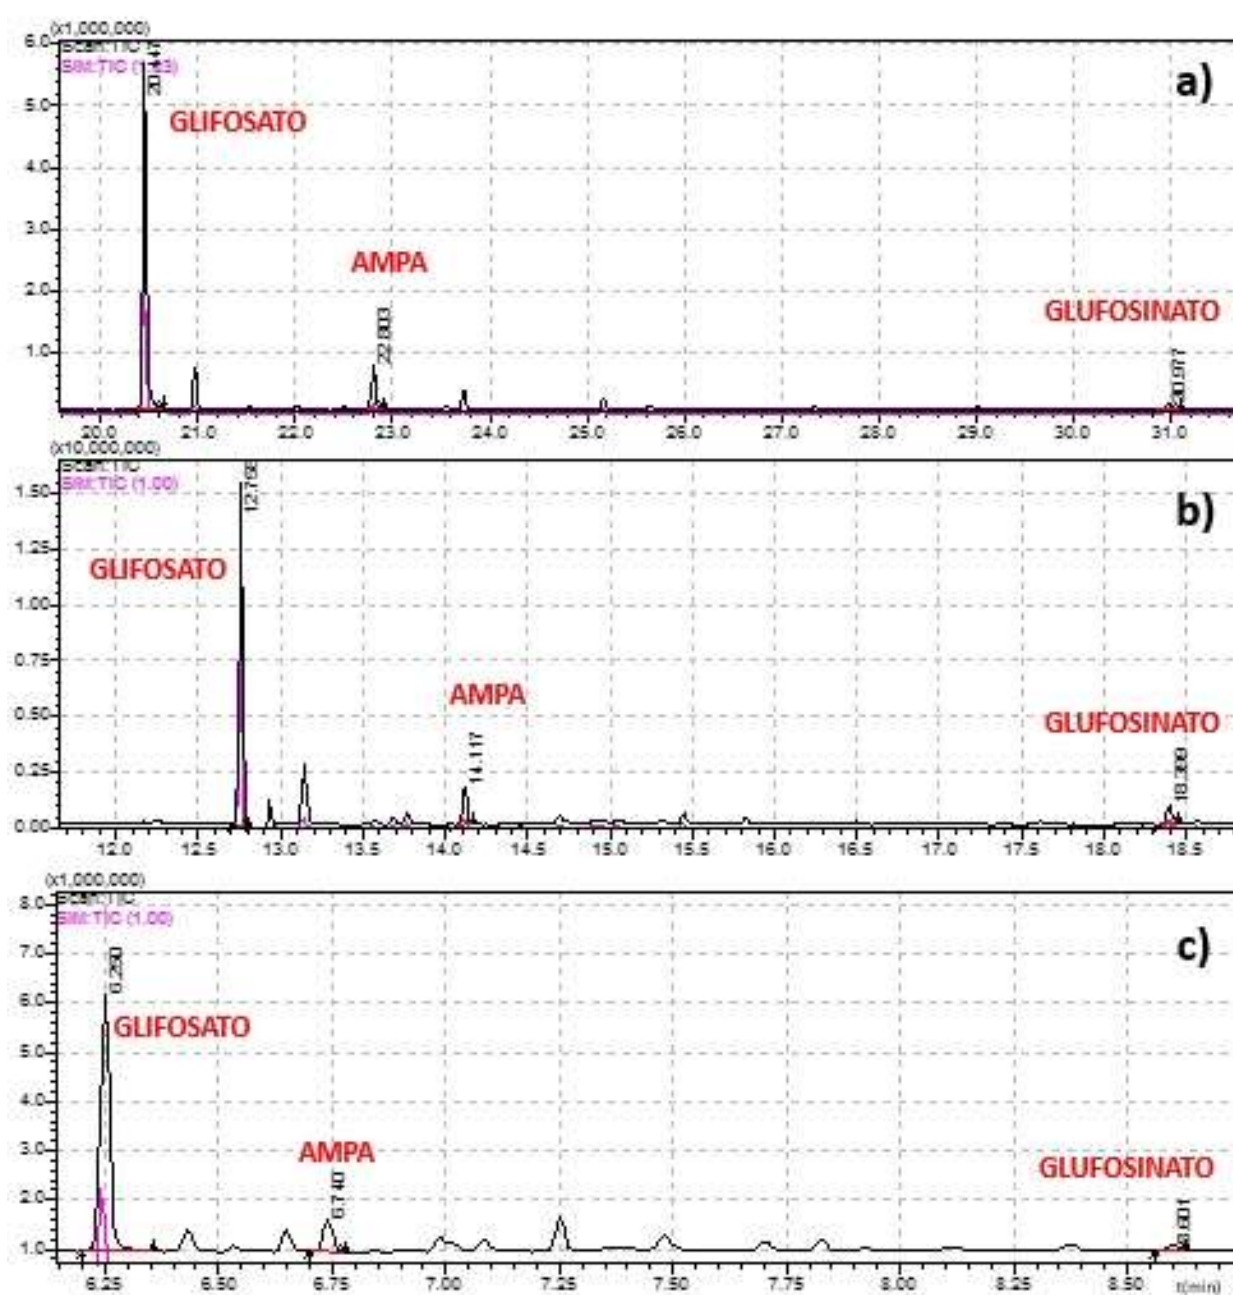 (x1,000,000)
6.0 Scan:TIC
SIM:TIC
a)
5.0
GLIFOSATO
4.0
3.0
AMPA
2.0
GLUFOSINATO
22.803
1.0
20.0 21.0 22.0 23.0 24.0 25.0 26.0 27.0 28.0 29.0 30.0 31.0
(x10,000,000)
Scan:TIC
SIM:TIC (1.00)
1.50
b)
1.25
GLIFOSATO
1.00
0.75
AMPA
0.50
GLUFOSINATO
14.117
0.25
0.00
12.0 12.5 13.0 13.5 14.0 14.5 15.0 15.5 16.0 16.5 17.0 17.5 18.0 18.5
(x1,000,000)
8.0 Scan:TIC
SIM:TIC (1.00)
c)
7.0
6.0
GLIFOSATO
5.0
4.0
3.0
AMPA
GLUFOSINATO
2.0
6.740
8.601
1.0
6.25 6.50 6.75 7.00 7.25 7.50 7.75 8.00 8.25 8.50
t(min)